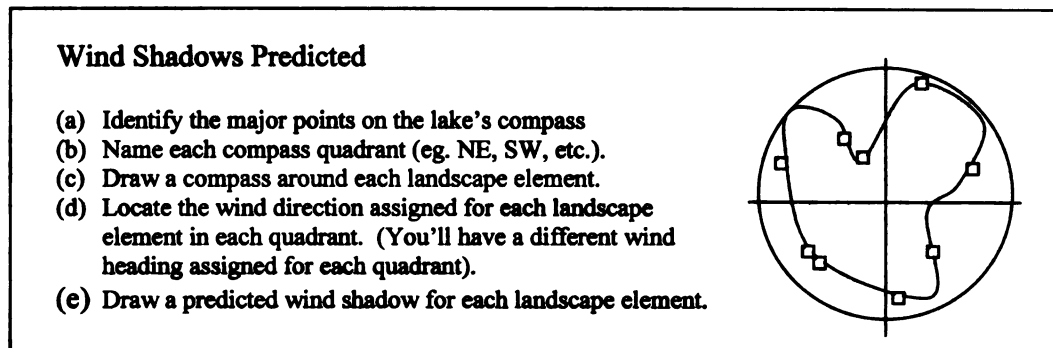 Wind Shadows Predicted
(a) Identify the major points on the lake's compass
(b) Name each compass quadrant (eg. NE, SW, etc.).
(c) Draw a compass around each landscape element.
(d) Locate the wind direction assigned for each landscape
element in each quadrant. (You'll have a different wind
heading assigned for each quadrant).
(e) Draw a predicted wind shadow for each landscape element.